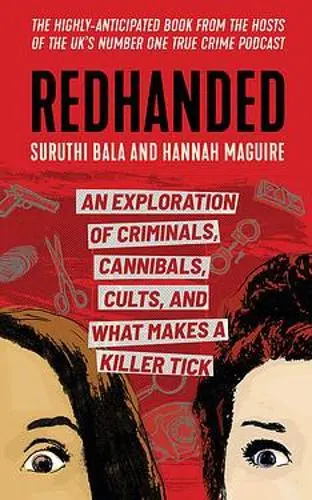 THE HIGHLY-ANTICIPATED BOOK FROM THE HOSTS
OF THE UK'S NUMBER ONE TRUE CRIME PODCAST
REDHANDED
SURUTHI BALA AND HANNAH MAGUIRE
AN EXPLORATION
OF CRIMINALS,
CANNIBALS,
CULTS, AND
WHAT MAKES A
KILLER TICK